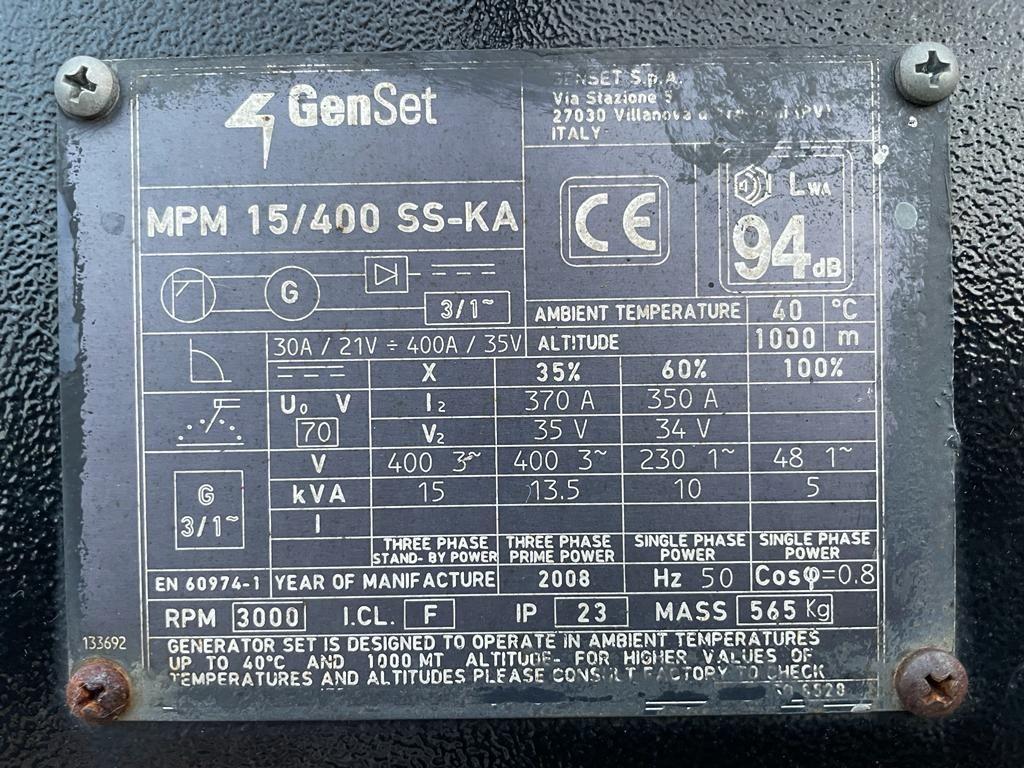 GenSet
GENSET S.p.A.
Via Stazione 5
27030 Villanova
ITALY
MPM 15/400 SS-KA
CE
LWA
94 dB
G
3/1~
AMBIENT TEMPERATURE 40 °C
30A / 21V ÷ 400A / 35V ALTITUDE 1000 m
X 35% 60% 100%
U₀ V I₂ 370 A 350 A
70 V₂ 35 V 34 V
V 400 3~ 400 3~ 230 1~ 48 1~
G kVA 15 13.5 10 5
3/1~ I
THREE PHASE STAND-BY POWER
THREE PHASE PRIME POWER
SINGLE PHASE POWER
SINGLE PHASE POWER
EN 60974-1 YEAR OF MANIFACTURE 2008 Hz 50 Cosφ=0.8
RPM 3000 I.CL. F IP 23 MASS 565 Kg
133692
GENERATOR SET IS DESIGNED TO OPERATE IN AMBIENT TEMPERATURES
UP TO 40°C AND 1000 MT ALTITUDE- FOR HIGHER VALUES OF
TEMPERATURES AND ALTITUDES PLEASE CONSULT FACTORY TO CHECK